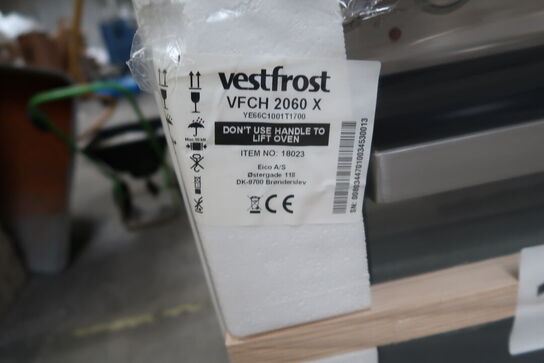 vestfrost
VFCH 2060 X
YE66C1001T1700
DON'T USE HANDLE TO
LIFT OVEN
ITEM NO: 18023
Eico A/S
Østergade 118
DK-9700 Brønderslev
CE